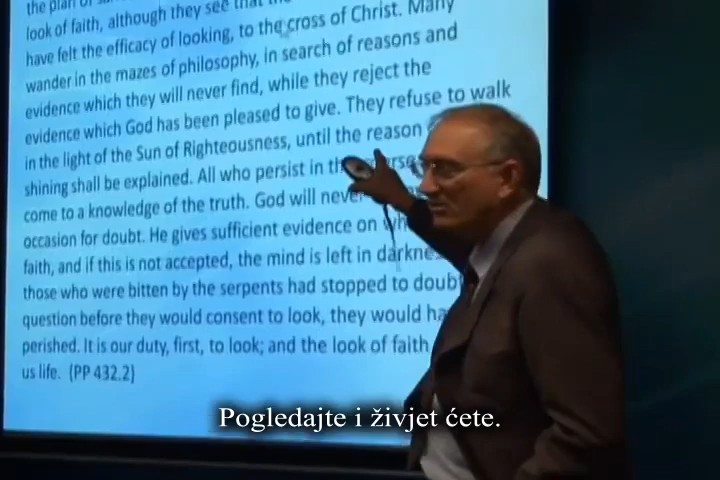 the plan of
look of faith, although they see that
have felt the efficacy of looking, to the cross of Christ. Many
wander in the mazes of philosophy, in search of reasons and
evidence which they will never find, while they reject the
evidence which God has been pleased to give. They refuse to walk
in the light of the Sun of Righteousness, until the reason
shining shall be explained. All who persist in
come to a knowledge of the truth. God will never
occasion for doubt. He gives sufficient evidence on
faith, and if this is not accepted, the mind is left in
those who were bitten by the serpents had stopped to doubt
question before they would consent to look, they would
perished. It is our duty, first, to look; and the look of faith
us life. (PP 432.2)
Pogledajte i živjet ćete.